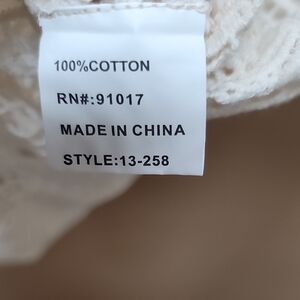 100%COTTON
RN#:91017
MADE IN CHINA
STYLE:13-258